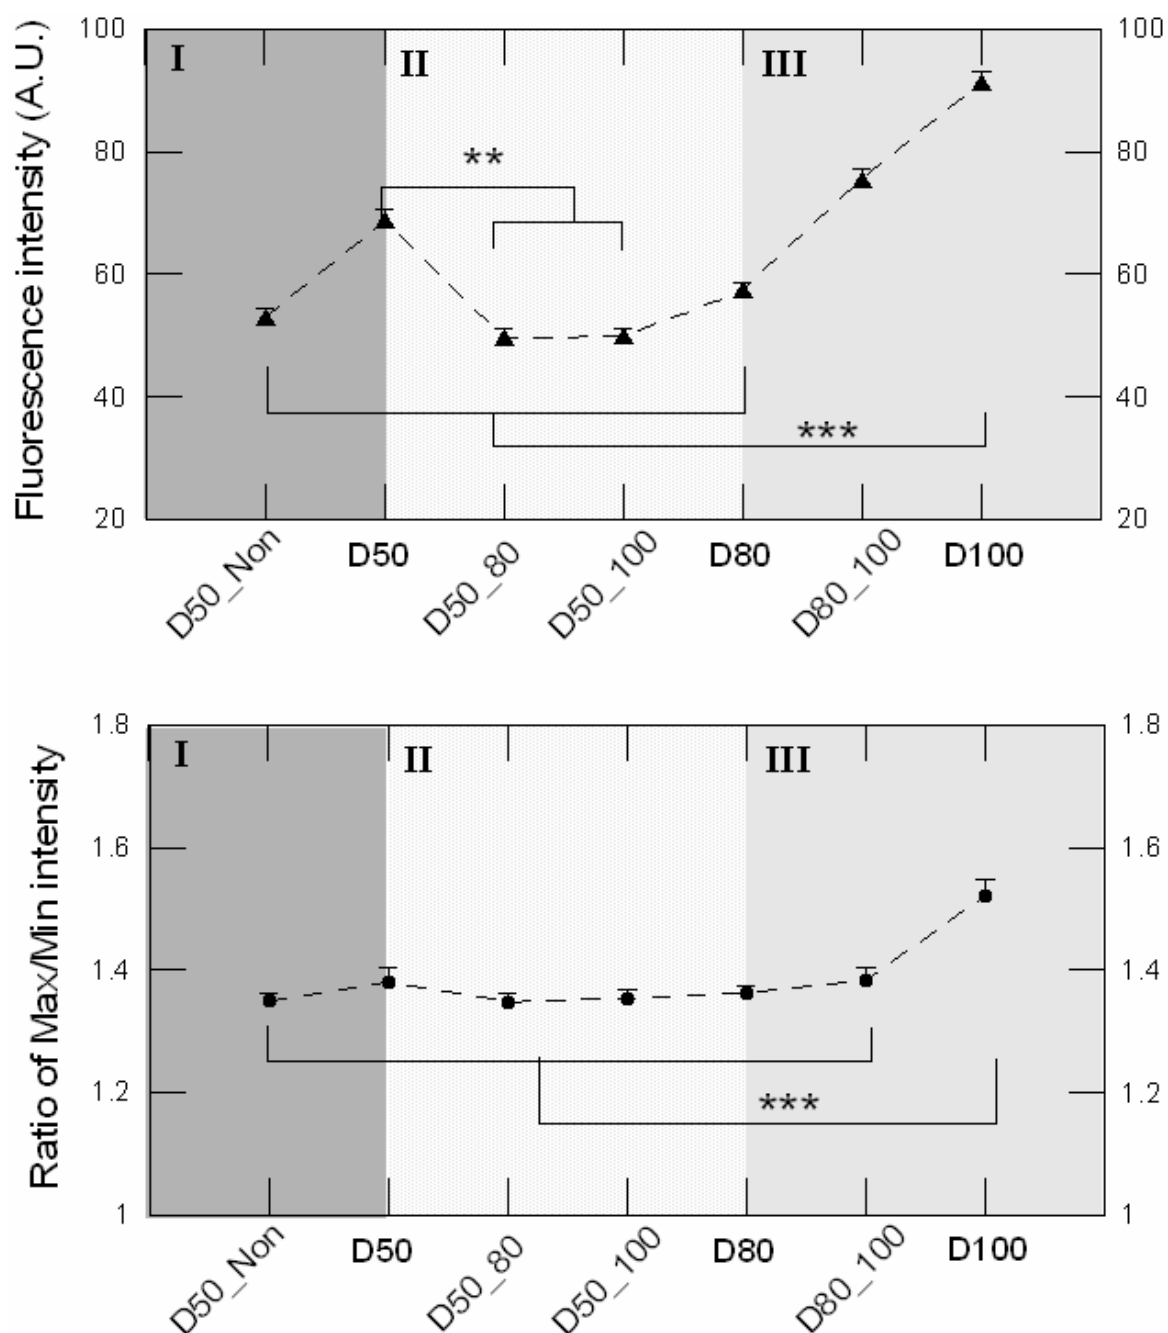 Fluorescence intensity (A.U.)
100
80
60
40
20
I
II
III
**
***
100
80
60
40
20
D50_Non
D50
D50_80
D50_100
D80
D80_100
D100
Ratio of Max/Min intensity
1.8
1.6
1.4
1.2
1
I
II
III
***
1.8
1.6
1.4
1.2
1
D50_Non
D50
D50_80
D50_100
D80
D80_100
D100